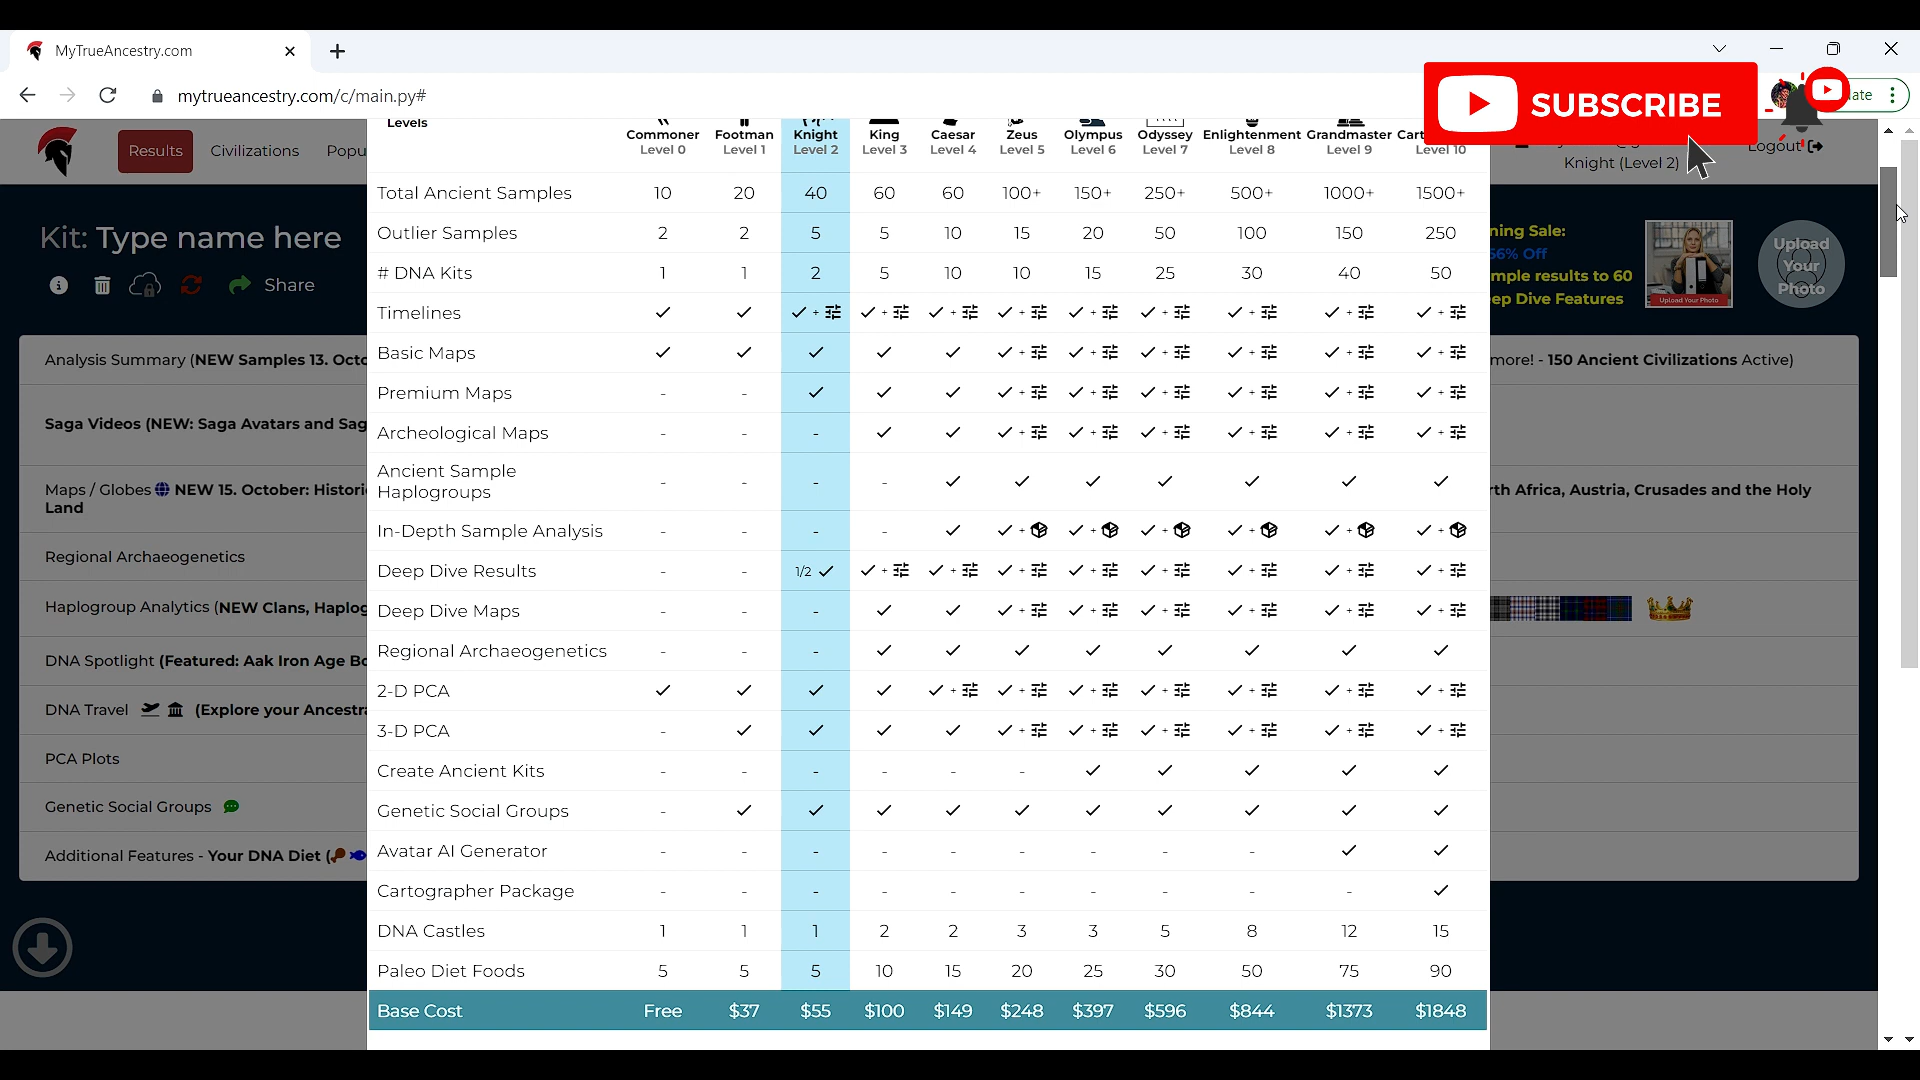 MyTrueAncestry.com
mytrueancestry.com/c/main.py#
SUBSCRIBE
Results Civilizations
Knight (Level 2)
Logout
Levels
Commoner Footman Knight King Caesar Zeus Olympus Odyssey Enlightenment Grandmaster
Level 0 Level 1 Level 2 Level 3 Level 4 Level 5 Level 6 Level 7 Level 8 Level 9 Level 10
Total Ancient Samples 10 20 40 60 60 100+ 150+ 250+ 500+ 1000+ 1500+
Outlier Samples 2 2 5 5 10 15 20 50 100 150 250
# DNA Kits 1 1 2 5 10 10 15 25 30 40 50
Timelines
Basic Maps
Premium Maps - -
Archeological Maps - - -
Ancient Sample
Haplogroups - - - -
In-Depth Sample Analysis - - - -
Deep Dive Results - - 1/2
Deep Dive Maps - - -
Regional Archaeogenetics - - -
2-D PCA
3-D PCA -
Create Ancient Kits - - - - - -
Genetic Social Groups -
Avatar AI Generator - - - - - - - - -
Cartographer Package - - - - - - - - - -
DNA Castles 1 1 1 2 2 3 3 5 8 12 15
Paleo Diet Foods 5 5 5 10 15 20 25 30 50 75 90
Base Cost Free $37 $55 $100 $149 $248 $397 $596 $844 $1373 $1848
Kit: Type name here
Share
Analysis Summary (NEW Samples 13.
Saga Videos (NEW: Saga Avatars and
Maps / Globes NEW 15. October:
Land
Regional Archaeogenetics
Haplogroup Analytics (NEW Clans,
DNA Spotlight (Featured: Aak Iron Age
DNA Travel (Explore your
PCA Plots
Genetic Social Groups
Additional Features - Your DNA Diet (
Sale:
Off
results to 60
Dive Features
Upload Your Photo
Upload
Your
Photo
more! - 150 Ancient Civilizations Active)
Africa, Austria, Crusades and the Holy